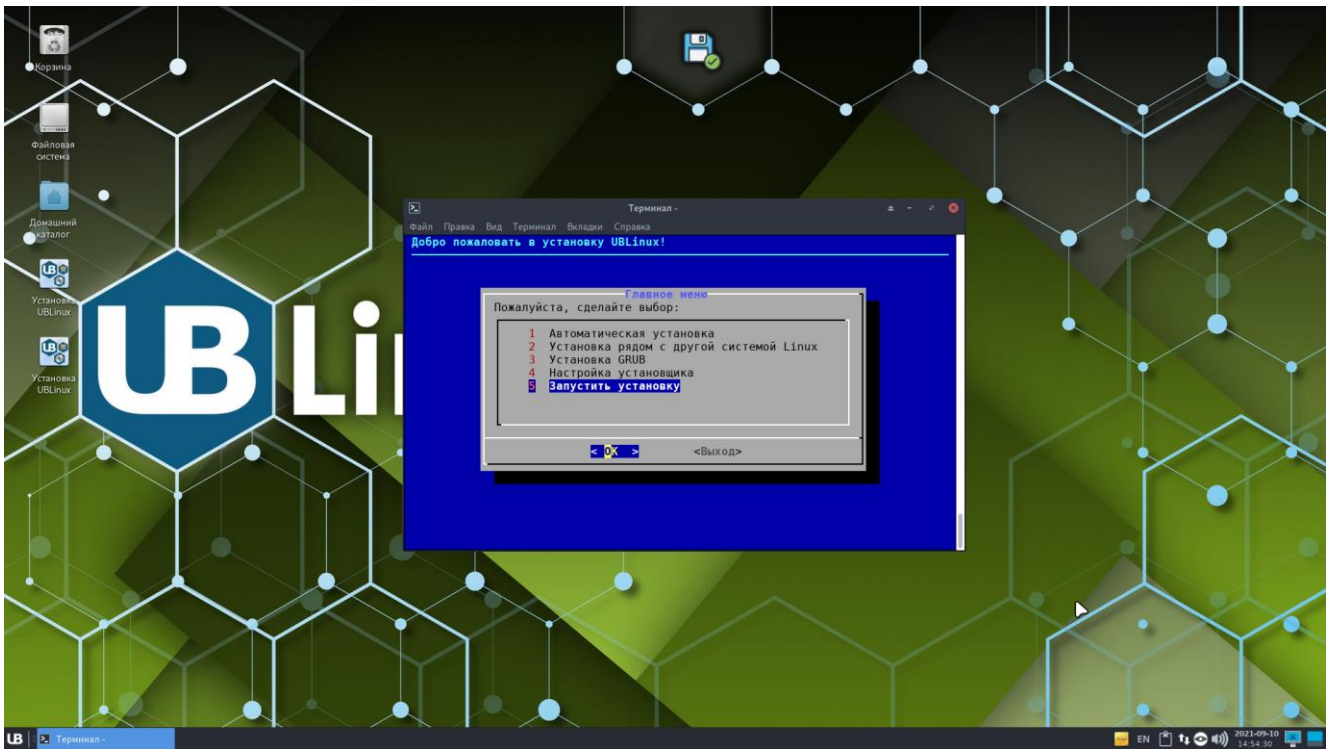 Корзина
Файловая
система
Домашний
каталог
Установка
UBLinux
Установка
UBLinux
UBLi
Терминал -
Файл Правка Вид Терминал Вкладки Справка
Добро пожаловать в установку UBLinux!
Главное меню
Пожалуйста, сделайте выбор:
1 Автоматическая установка
2 Установка рядом с другой системой Linux
3 Установка GRUB
4 Настройка установщика
5 Запустить установку
< OK > <Выход>
UB Терминал - EN 2021-09-10
14:54:30